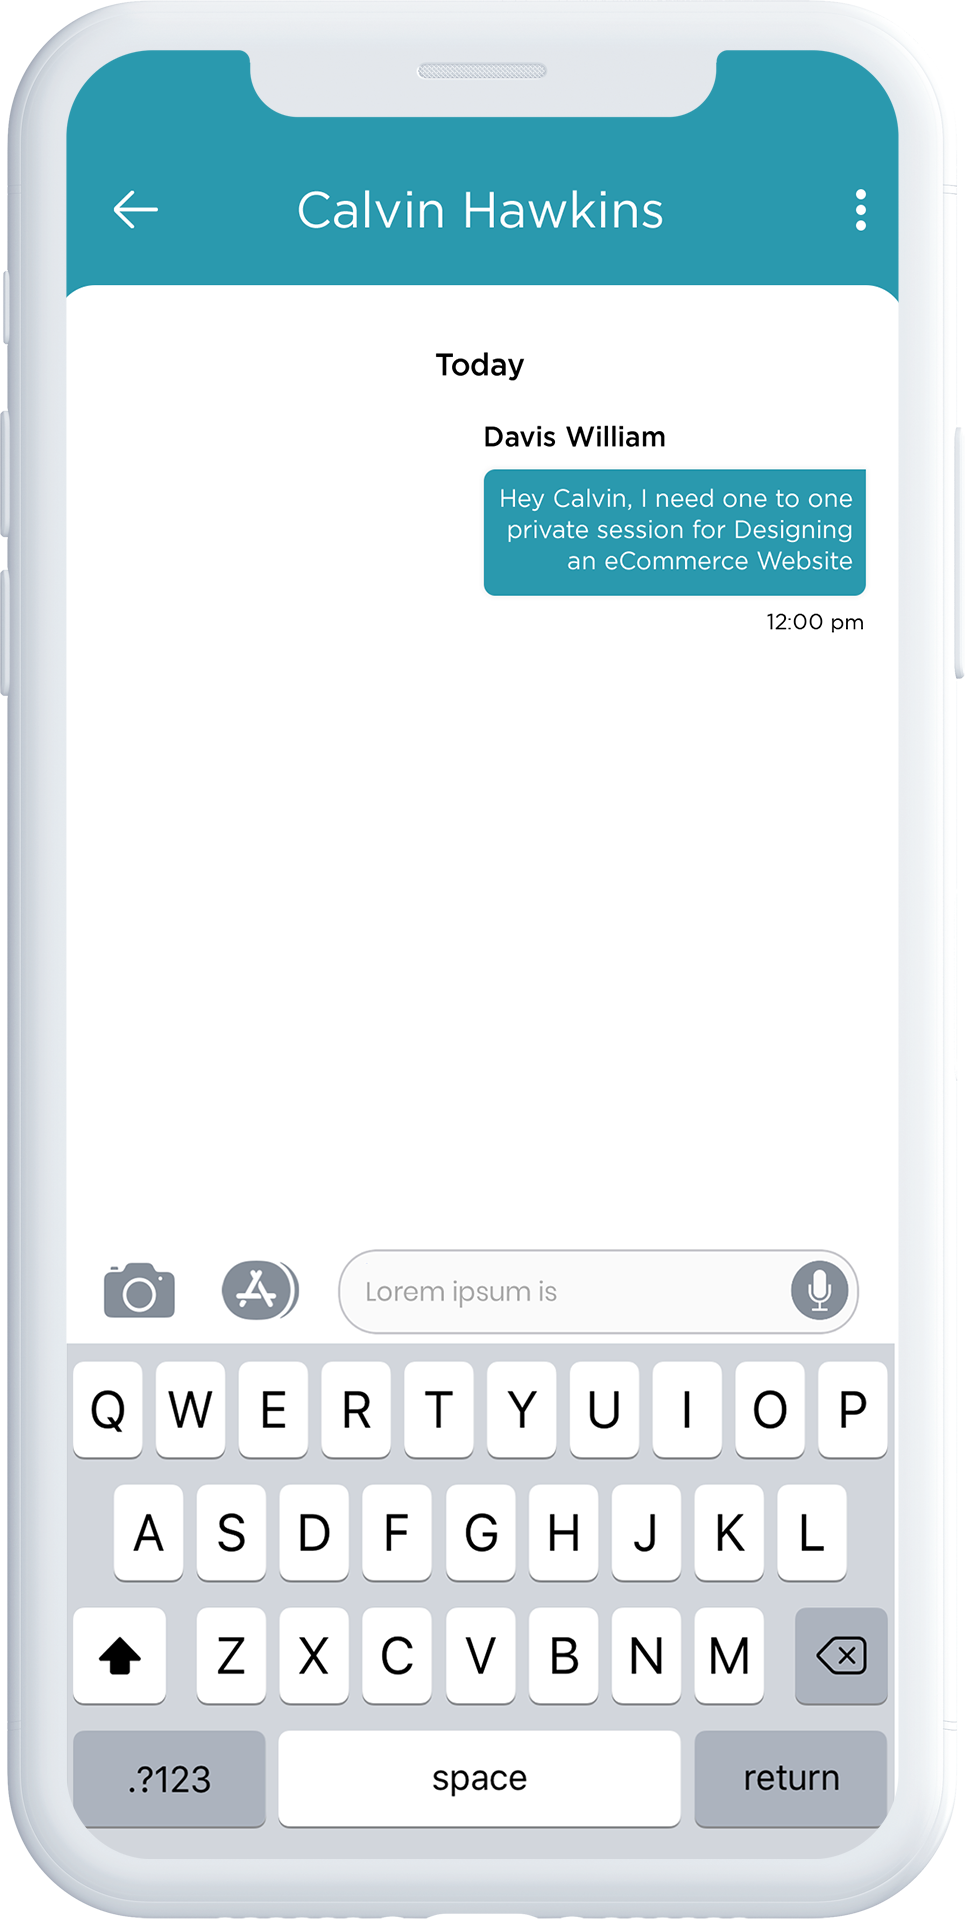 Calvin Hawkins
Today
Davis William
Hey Calvin, I need one to one
private session for Designing
an eCommerce Website
12:00 pm
Lorem ipsum is
Q W E R T Y U I O P
A S D F G H J K L
Z X C V B N M
.?123 space return